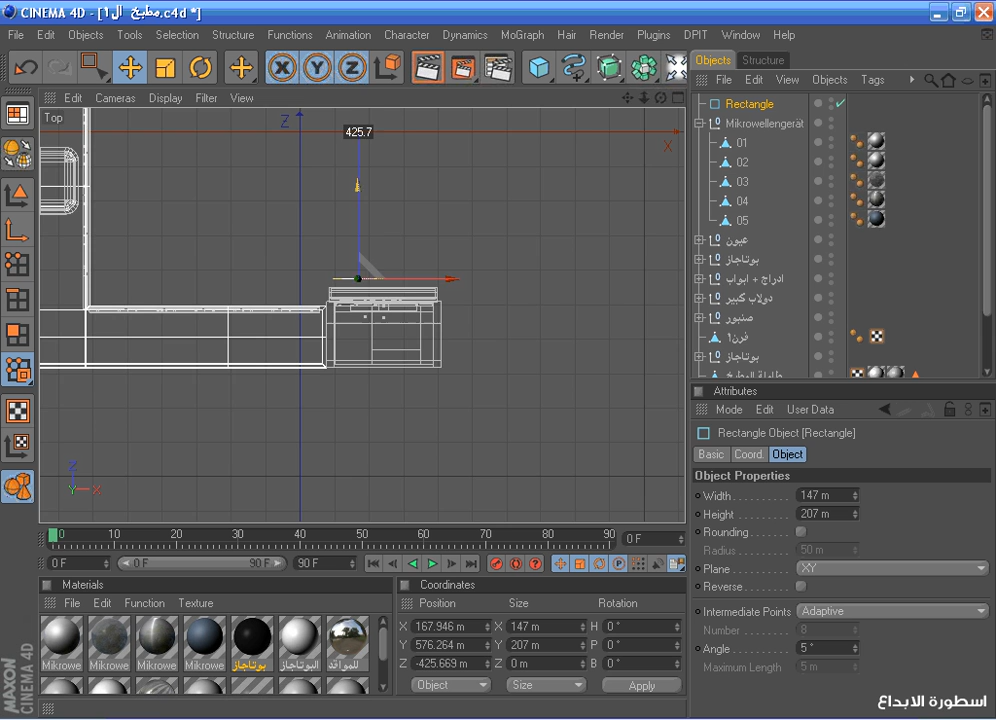 CINEMA 4D - [مطبخ ال1.c4d *]
File Edit Objects Tools Selection Structure Functions Animation Character Dynamics MoGraph Hair Render Plugins DPIT Window Help
Objects Structure
File Edit View Objects Tags
Edit Cameras Display Filter View
Top
Z
425.7
X
Rectangle
Mikrowellengerät
01
02
03
04
05
عيون
بوتاجاز
ادراج + ابواب
دولاب كبير
صنبور
فرن1
بوتاجاز
طاولة المطبخ
Z
Y X
Attributes
Mode Edit User Data
Rectangle Object [Rectangle]
Basic Coord. Object
Object Properties
Width 147 m
Height 207 m
Rounding
Radius 50 m
Plane XY
Reverse
Intermediate Points Adaptive
Number 8
Angle 5 °
Maximum Length 5 m
0 10 20 30 40 50 60 70 80 90 0 F
0 F 0 F 90 F 90 F
Materials
File Edit Function Texture
Mikrowe Mikrowe Mikrowe Mikrowe بوتاجاز البوتاجاز للمواقد
Coordinates
Position Size Rotation
X 167.946 m X 147 m H 0 °
Y 576.264 m Y 207 m P 0 °
Z -425.669 m Z 0 m B 0 °
Object Size Apply
MAXON
CINEMA 4D
اسطورة الابداع